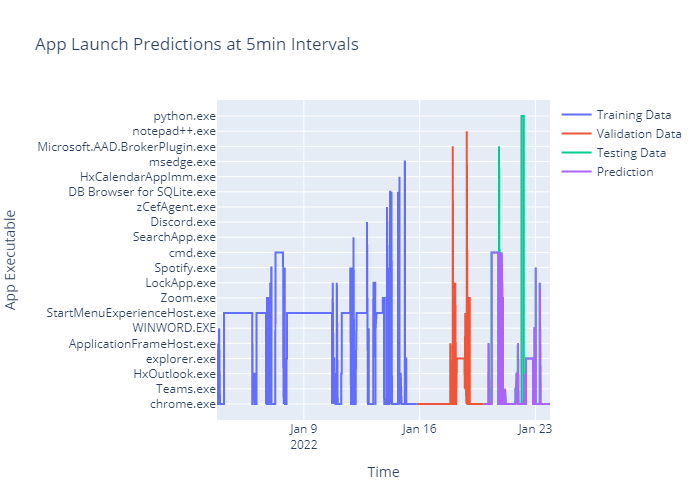 App Launch Predictions at 5min Intervals
python.exe
notepad++.exe
Microsoft.AAD.BrokerPlugin.exe
msedge.exe
HxCalendarAppImm.exe
DB Browser for SQLite.exe
zCefAgent.exe
Discord.exe
SearchApp.exe
cmd.exe
Spotify.exe
LockApp.exe
Zoom.exe
StartMenuExperienceHost.exe
WINWORD.EXE
ApplicationFrameHost.exe
explorer.exe
HxOutlook.exe
Teams.exe
chrome.exe
App Executable
Jan 9
2022
Jan 16
Jan 23
Time
Training Data
Validation Data
Testing Data
Prediction